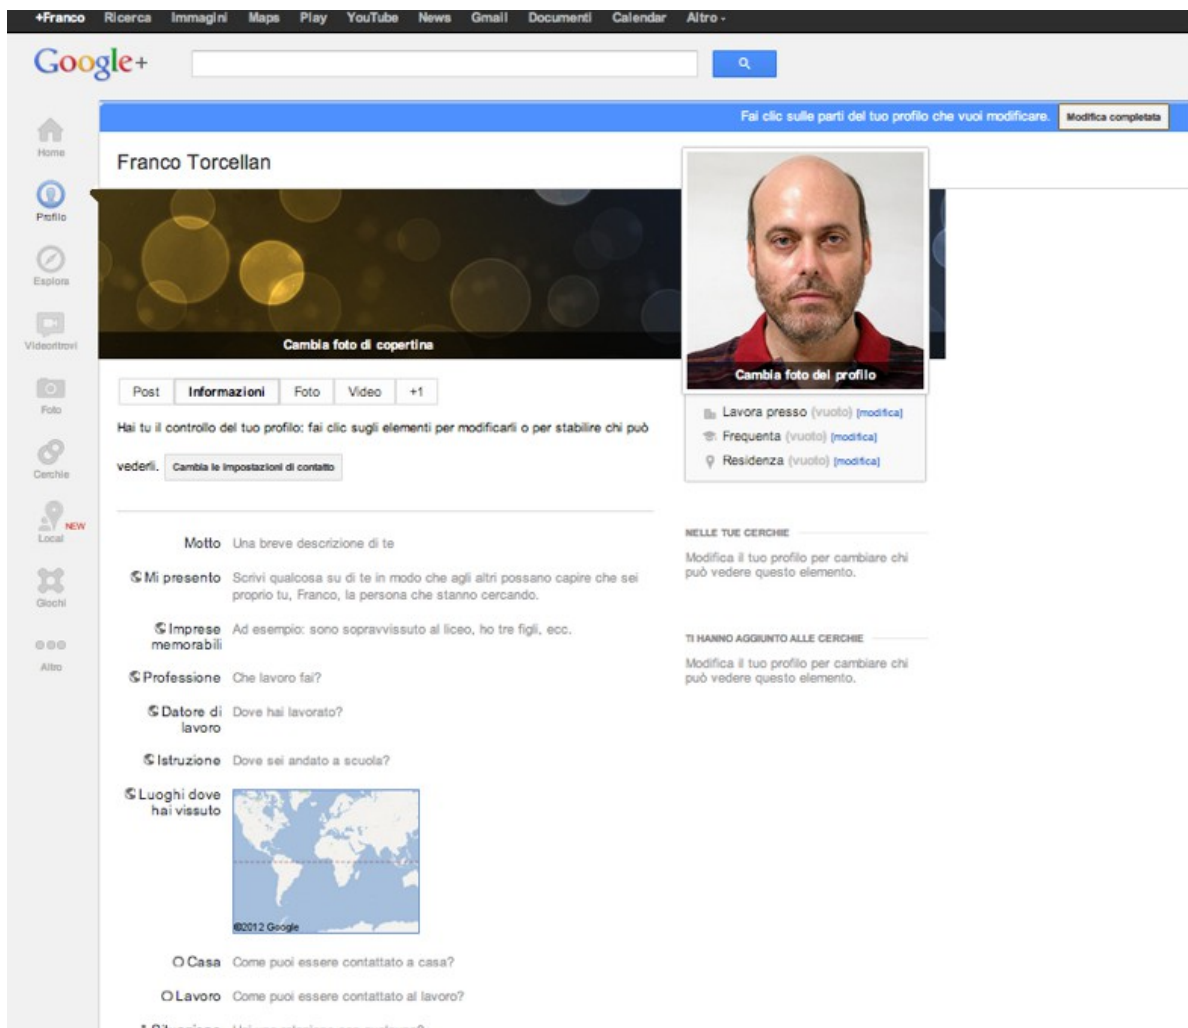 +Franco Ricerca Immagini Maps Play YouTube News Gmail Documenti Calendar Altro
Google+
Fai clic sulle parti del tuo profilo che vuoi modificare. Modifica completata
Home
Profilo
Esplora
Videoritrovi
Foto
Cerchie
NEW
Local
Giochi
Altro
Franco Torcellan
Cambia foto di copertina
Cambia foto del profilo
Post Informazioni Foto Video +1
Hai tu il controllo del tuo profilo: fai clic sugli elementi per modificarli o per stabilire chi può
vederli. Cambia le impostazioni di contatto
Lavora presso (vuoto) [modifica]
Frequenta (vuoto) [modifica]
Residenza (vuoto) [modifica]
NELLE TUE CERCHIE
Modifica il tuo profilo per cambiare chi
può vedere questo elemento.
TI HANNO AGGIUNTO ALLE CERCHIE
Modifica il tuo profilo per cambiare chi
può vedere questo elemento.
Motto Una breve descrizione di te
Mi presento Scrivi qualcosa su di te in modo che agli altri possano capire che sei
proprio tu, Franco, la persona che stanno cercando.
Imprese Ad esempio: sono sopravvissuto al liceo, ho tre figli, ecc.
memorabili
Professione Che lavoro fai?
Datore di Dove hai lavorato?
lavoro
Istruzione Dove sei andato a scuola?
Luoghi dove
hai vissuto
©2012 Google
Casa Come puoi essere contattato a casa?
Lavoro Come puoi essere contattato al lavoro?